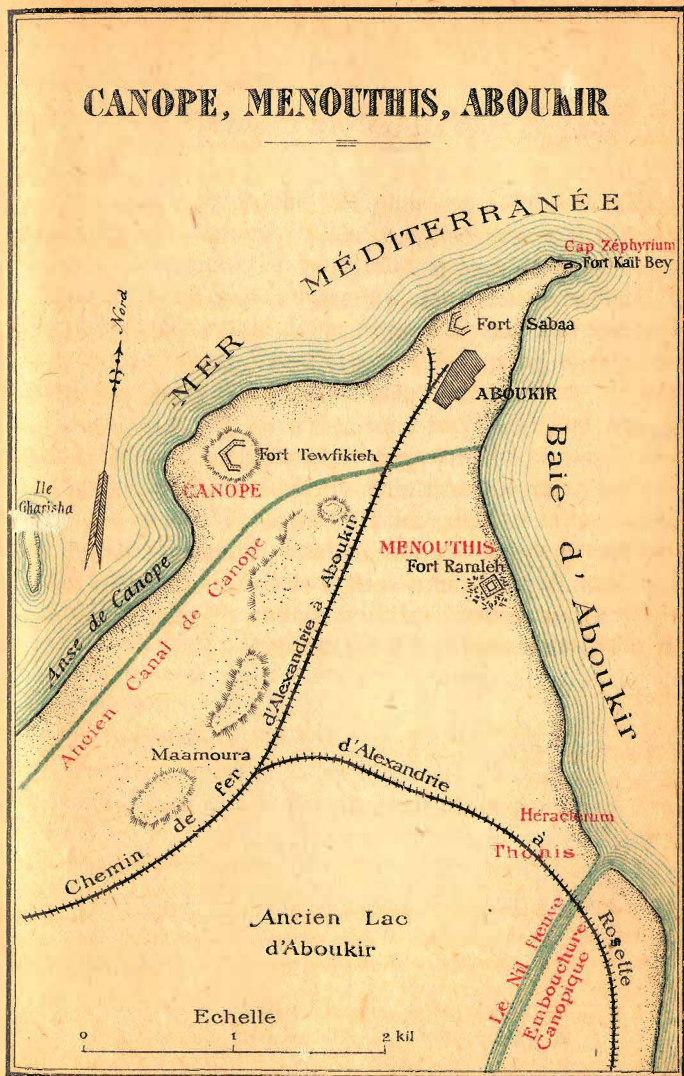 CANOPE, MENOUTHIS, ABOUKIR
MER MÉDITERRANÉE
Cap Zéphyrium
Fort Kaït Bey
Nord
Fort Sabaa
ABOUKIR
Fort Tewfikieh
CANOPE
Ile
Gharisha
Baie d'Aboukir
MENOUTHIS
Fort Ramleh
Anse de Canope
Ancien Canal de Canope
Maamoura
Chemin de fer d'Alexandrie à Aboukir
d'Alexandrie à Rosette
Héracleium
Thonis
Ancien Lac
d'Aboukir
Le Nil fleuve
Embouchure
Canopique
Echelle
0 1 2 kil